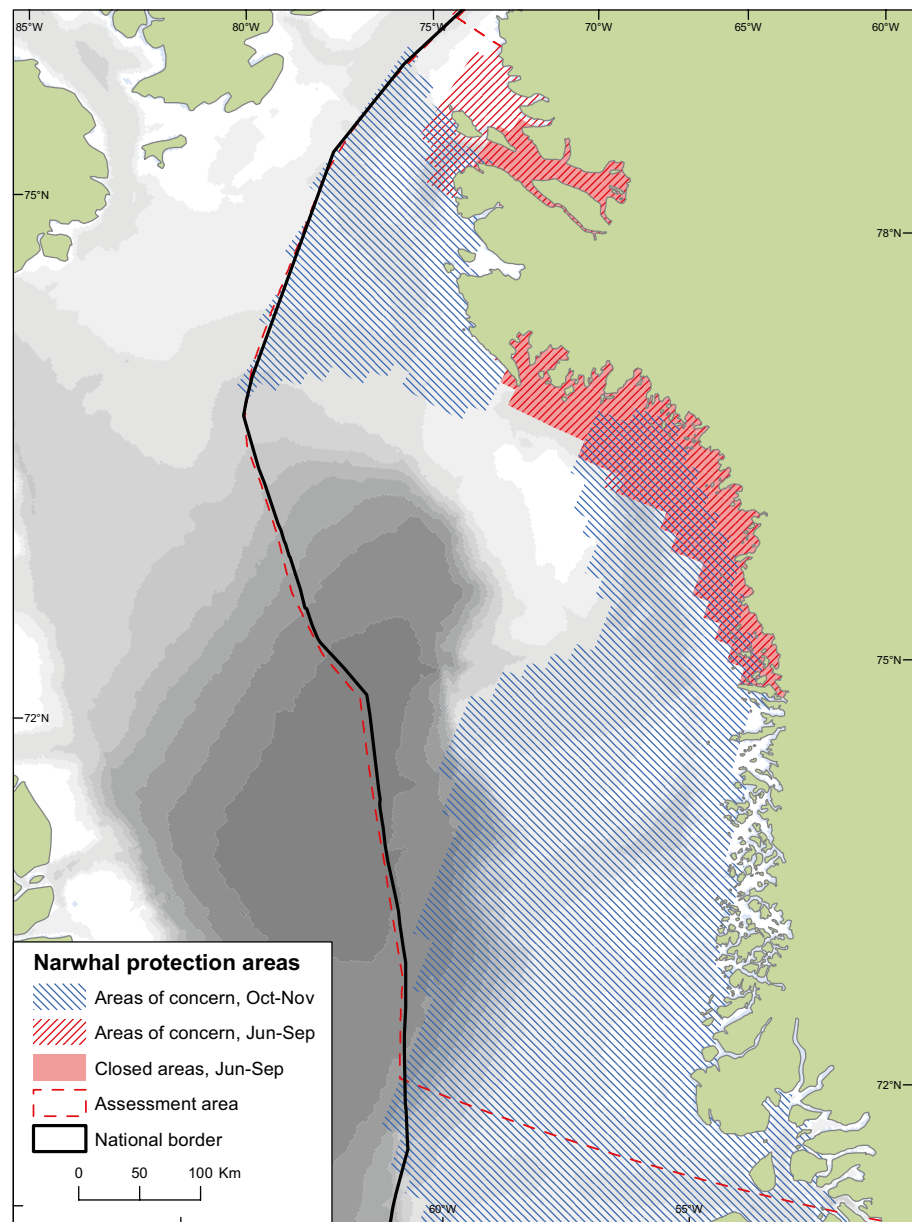 85°W 80°W 75°W 70°W 65°W 60°W
75°N
78°N
75°N
72°N
72°N
Narwhal protection areas
Areas of concern, Oct-Nov
Areas of concern, Jun-Sep
Closed areas, Jun-Sep
Assessment area
National border
0 50 100 Km
60°W 55°W